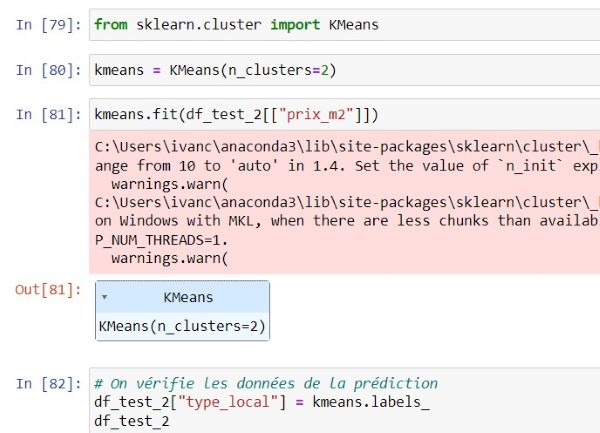 In [79]: from sklearn.cluster import KMeans
In [80]: kmeans = KMeans(n_clusters=2)
In [81]: kmeans.fit(df_test_2[["prix_m2"]])
C:\Users\ivanc\anaconda3\lib\site-packages\sklearn\cluster\_
ange from 10 to 'auto' in 1.4. Set the value of `n_init` exp
warnings.warn(
C:\Users\ivanc\anaconda3\lib\site-packages\sklearn\cluster\_
on Windows with MKL, when there are less chunks than availab
P_NUM_THREADS=1.
warnings.warn(
Out[81]:
KMeans
KMeans(n_clusters=2)
In [82]: # On vérifie les données de la prédiction
df_test_2["type_local"] = kmeans.labels_
df_test_2